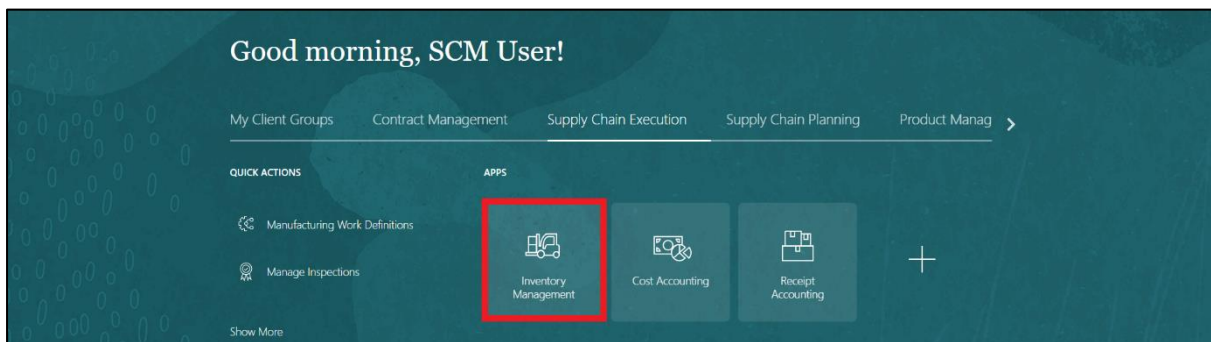 Good morning, SCM User!
My Client Groups Contract Management Supply Chain Execution Supply Chain Planning Product Manag
QUICK ACTIONS
APPS
Manufacturing Work Definitions
Manage Inspections
Show More
Inventory
Management
Cost Accounting
Receipt
Accounting